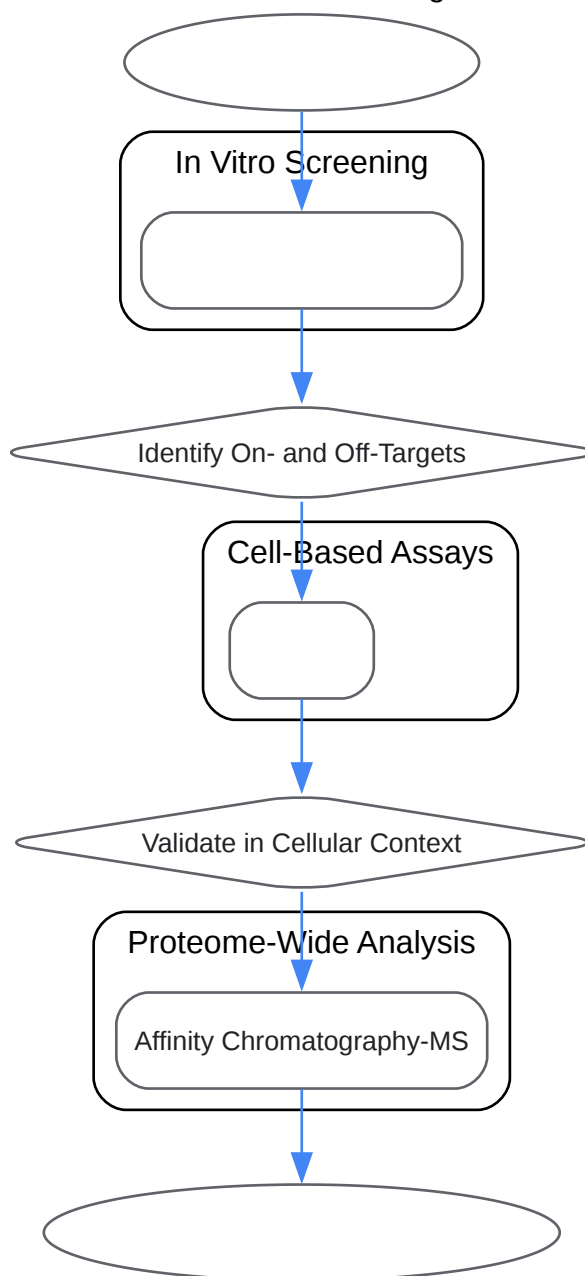 In Vitro Screening
Identify On- and Off-Targets
Cell-Based Assays
Validate in Cellular Context
Proteome-Wide Analysis
Affinity Chromatography-MS